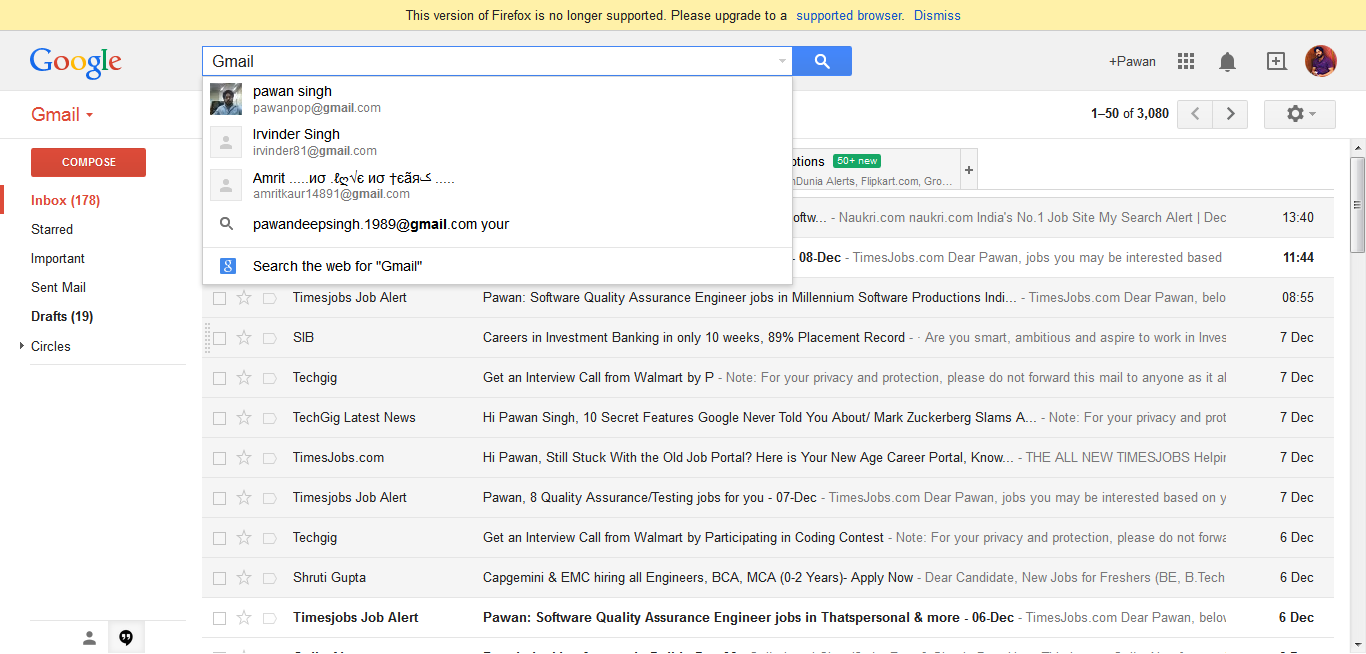 This version of Firefox is no longer supported. Please upgrade to a supported browser. Dismiss
Google
Gmail
+Pawan
pawan singh
pawanpop@gmail.com
Irvinder Singh
irvinder81@gmail.com
Amrit
amritkaur14891@gmail.com
pawandeepsingh.1989@gmail.com your
Search the web for "Gmail"
Gmail
1–50 of 3,080
COMPOSE
Inbox (178)
Starred
Important
Sent Mail
Drafts (19)
Circles
50+ new
Alerts, Flipkart.com, Gro...
+
- Naukri.com naukri.com India's No.1 Job Site My Search Alert | Dec 13:40
- 08-Dec - TimesJobs.com Dear Pawan, jobs you may be interested based 11:44
Timesjobs Job Alert Pawan: Software Quality Assurance Engineer jobs in Millennium Software Productions Indi... - TimesJobs.com Dear Pawan, belo 08:55
SIB Careers in Investment Banking in only 10 weeks, 89% Placement Record - · Are you smart, ambitious and aspire to work in Inves 7 Dec
Techgig Get an Interview Call from Walmart by P - Note: For your privacy and protection, please do not forward this mail to anyone as it al 7 Dec
TechGig Latest News Hi Pawan Singh, 10 Secret Features Google Never Told You About/ Mark Zuckerberg Slams A... - Note: For your privacy and prot 7 Dec
TimesJobs.com Hi Pawan, Still Stuck With the Old Job Portal? Here is Your New Age Career Portal, Know... - THE ALL NEW TIMESJOBS Helpin 7 Dec
Timesjobs Job Alert Pawan, 8 Quality Assurance/Testing jobs for you - 07-Dec - TimesJobs.com Dear Pawan, jobs you may be interested based on y 7 Dec
Techgig Get an Interview Call from Walmart by Participating in Coding Contest - Note: For your privacy and protection, please do not forwa 6 Dec
Shruti Gupta Capgemini & EMC hiring all Engineers, BCA, MCA (0-2 Years)- Apply Now - Dear Candidate, New Jobs for Freshers (BE, B.Tech 6 Dec
Timesjobs Job Alert Pawan: Software Quality Assurance Engineer jobs in Thatspersonal & more - 06-Dec - TimesJobs.com Dear Pawan, belov 6 Dec